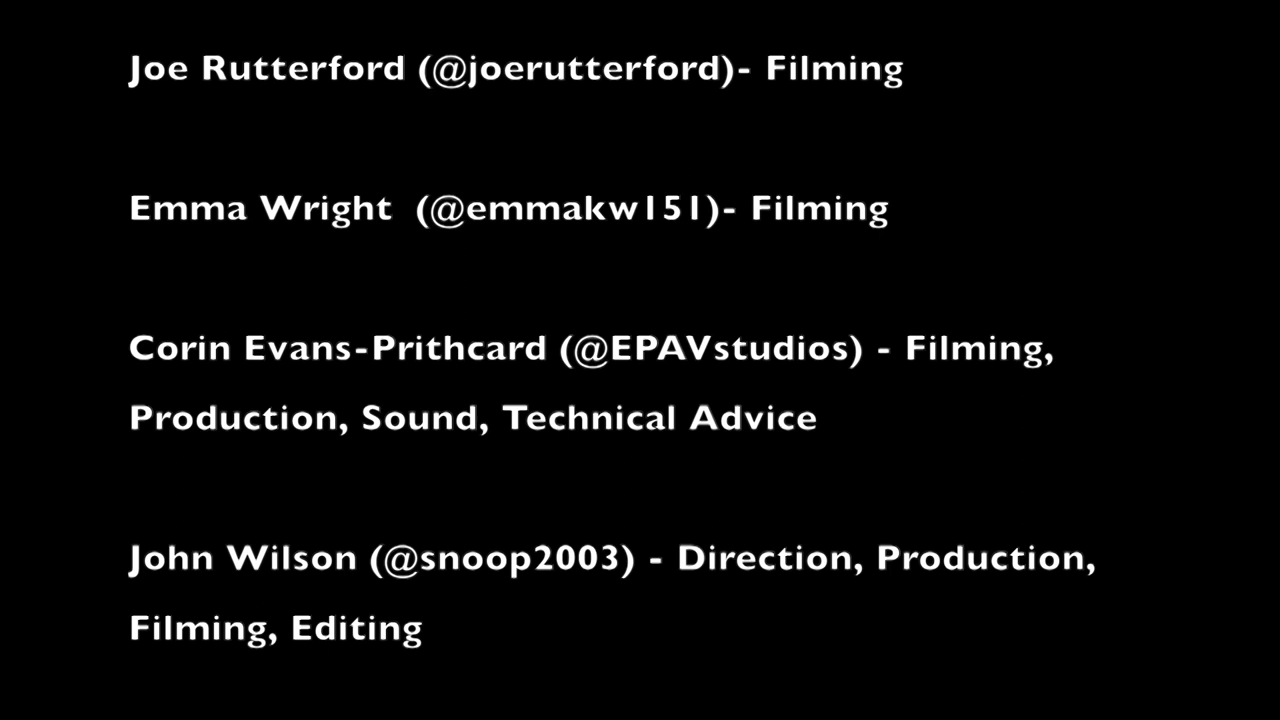 Joe Rutterford (@joerutterford)- Filming
Emma Wright  (@emmakw151)- Filming
Corin Evans-Prithcard (@EPAVstudios) - Filming,
Production, Sound, Technical Advice
John Wilson (@snoop2003) - Direction, Production,
Filming, Editing